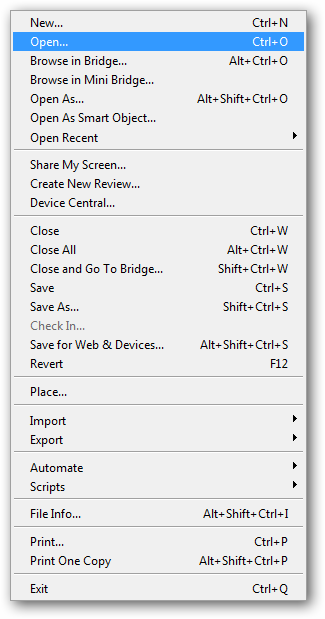 New... Ctrl+N
Open... Ctrl+O
Browse in Bridge... Alt+Ctrl+O
Browse in Mini Bridge...
Open As... Alt+Shift+Ctrl+O
Open As Smart Object...
Open Recent
Share My Screen...
Create New Review...
Device Central...
Close Ctrl+W
Close All Alt+Ctrl+W
Close and Go To Bridge... Shift+Ctrl+W
Save Ctrl+S
Save As... Shift+Ctrl+S
Check In...
Save for Web & Devices... Alt+Shift+Ctrl+S
Revert F12
Place...
Import
Export
Automate
Scripts
File Info... Alt+Shift+Ctrl+I
Print... Ctrl+P
Print One Copy Alt+Shift+Ctrl+P
Exit Ctrl+Q